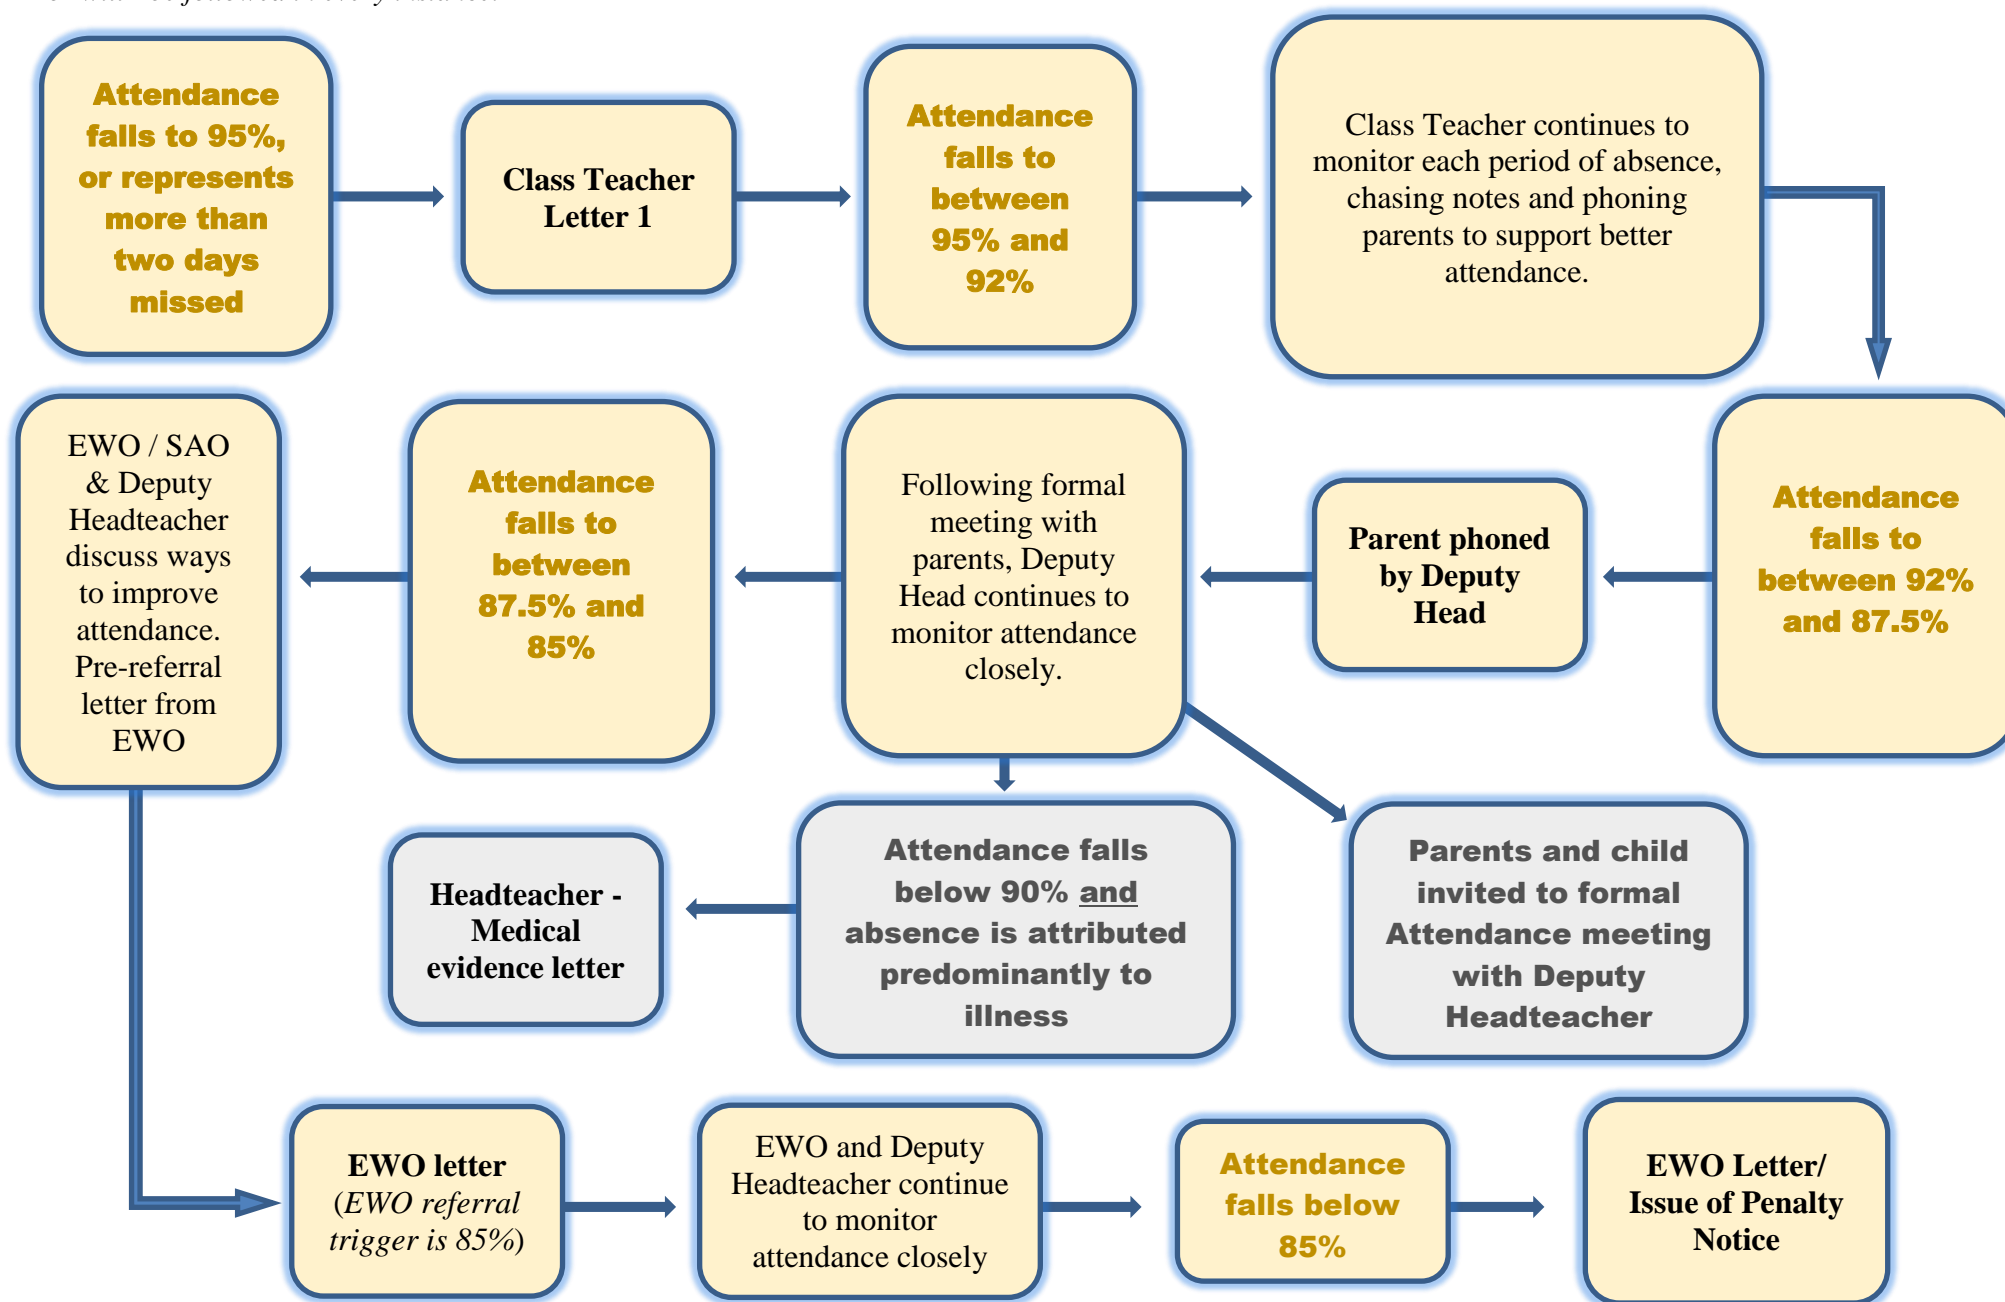 Attendance
falls to 95%,
or represents
more than
two days
missed
Class Teacher
Letter 1
Attendance
falls to
between
95% and
92%
Class Teacher continues to
monitor each period of absence,
chasing notes and phoning
parents to support better
attendance.
Attendance
falls to
between 92%
and 87.5%
Parent phoned
by Deputy
Head
Following formal
meeting with
parents, Deputy
Head continues to
monitor attendance
closely.
Attendance
falls to
between
87.5% and
85%
EWO / SAO
& Deputy
Headteacher
discuss ways
to improve
attendance.
Pre-referral
letter from
EWO
Attendance falls
below 90% and
absence is attributed
predominantly to
illness
Headteacher -
Medical
evidence letter
Parents and child
invited to formal
Attendance meeting
with Deputy
Headteacher
EWO letter
(EWO referral
trigger is 85%)
EWO and Deputy
Headteacher continue
to monitor
attendance closely
Attendance
falls below
85%
EWO Letter/
Issue of Penalty
Notice